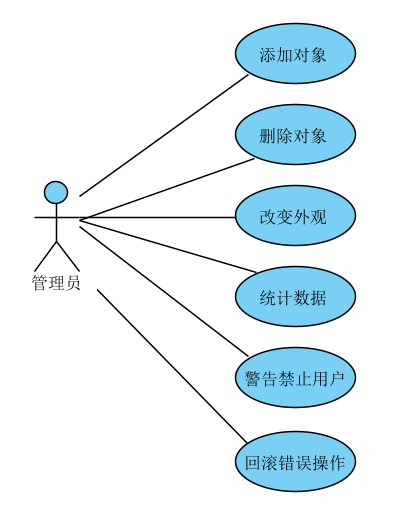 添加对象
删除对象
改变外观
管理员
统计数据
警告禁止用户
回滚错误操作